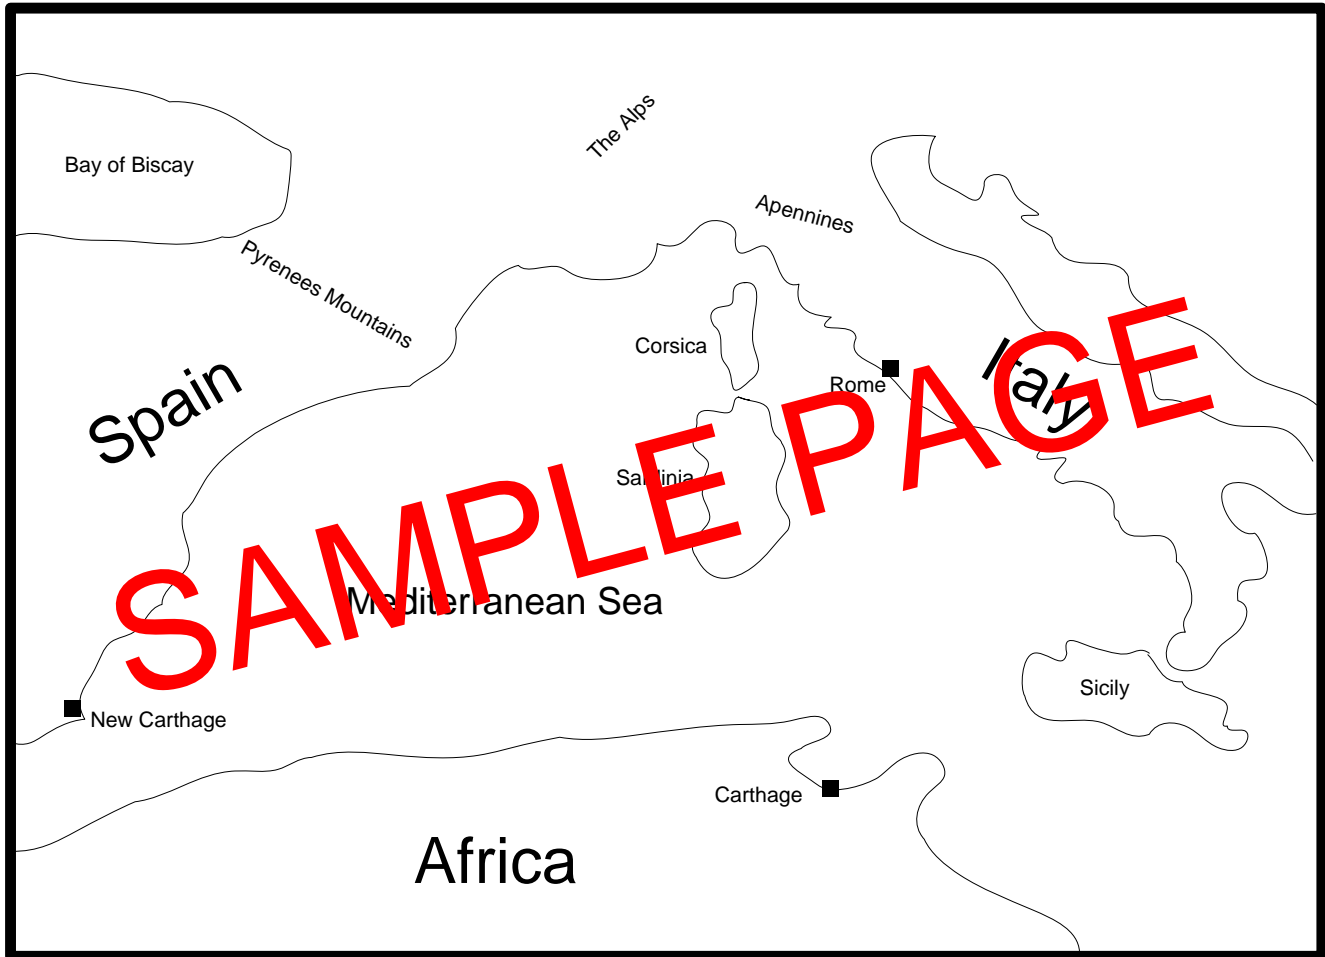 The Alps
Bay of Biscay
Apennines
Pyrenees Mountains
Corsica
Spain
Rome
Italy
Sardinia
SAMPLE PAGE
Mediterranean Sea
Sicily
New Carthage
Carthage
Africa